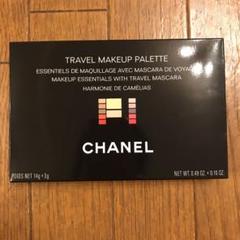 TRAVEL MAKEUP PALETTE
ESSENTIELS DE MAQUILLAGE AVEC MASCARA DE VOYAGE
MAKEUP ESSENTIALS WITH TRAVEL MASCARA
HARMONIE DE CAMÉLIAS
CHANEL
POIDS NET 14g + 3g
NET WT. 0.49 OZ. + 0.10 OZ.